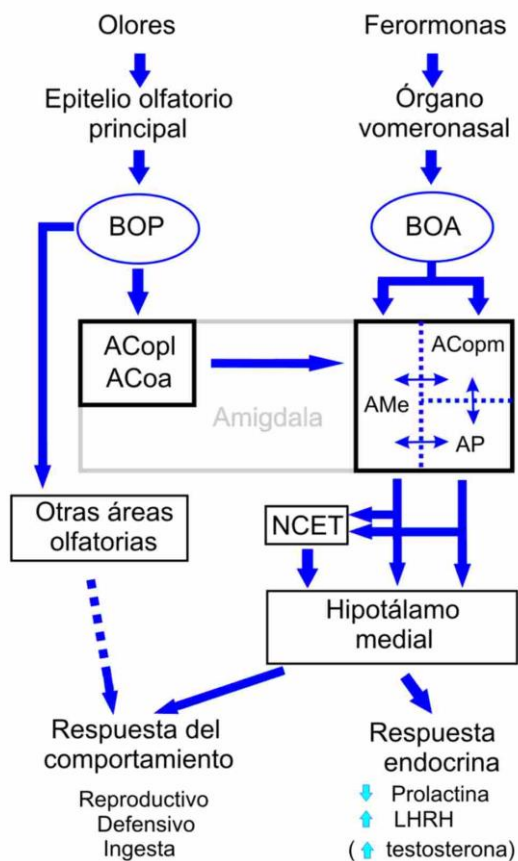 Olores
Ferormonas
Epitelio olfatorio
principal
Órgano
vomeronasal
BOP
BOA
ACopl
ACoa
ACopm
AMe
AP
Amigdala
Otras áreas
olfatorias
NCET
Hipotálamo
medial
Respuesta del
comportamiento
Reproductivo
Defensivo
Ingesta
Respuesta
endocrina
Prolactina
LHRH
( testosterona)